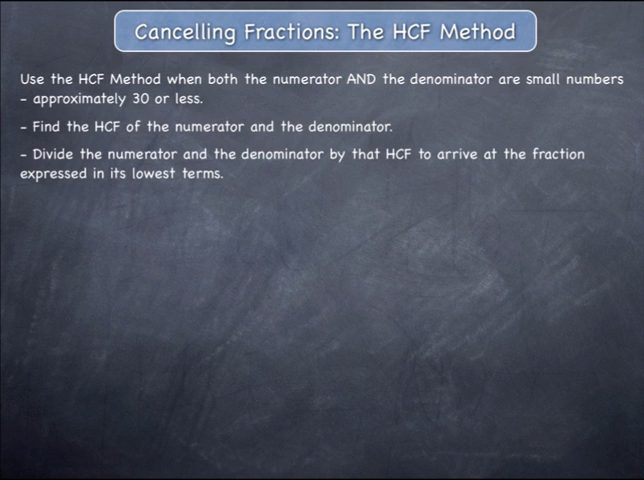 Cancelling Fractions: The HCF Method
Use the HCF Method when both the numerator AND the denominator are small numbers
- approximately 30 or less.
- Find the HCF of the numerator and the denominator.
- Divide the numerator and the denominator by that HCF to arrive at the fraction
expressed in its lowest terms.